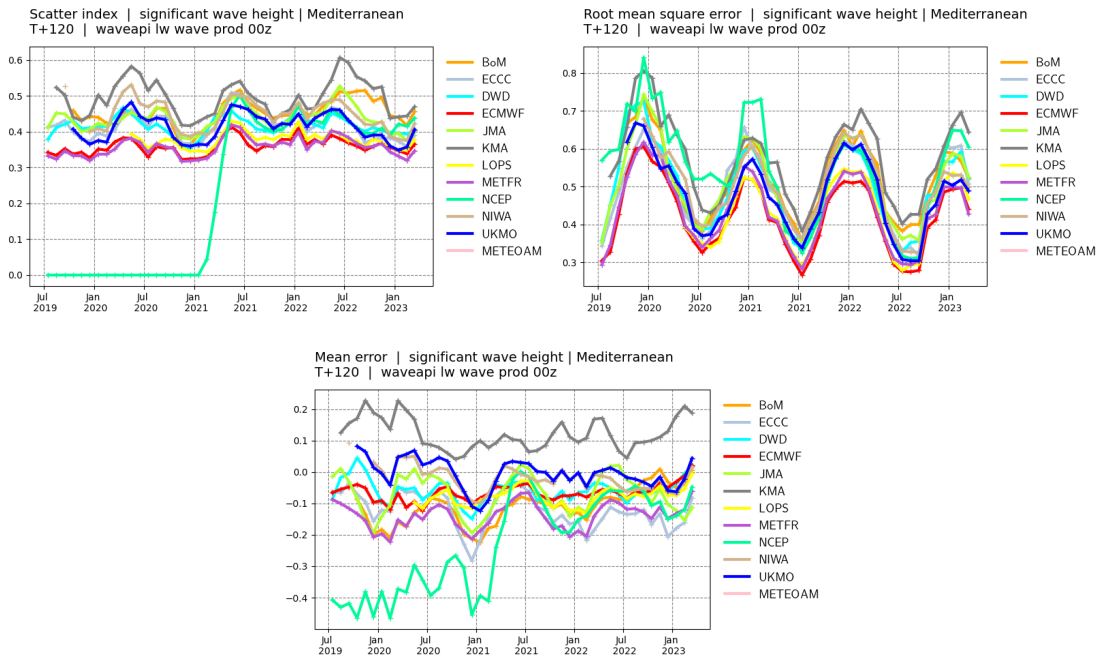 Scatter index | significant wave height | Mediterranean
T+120 | waveapi lw wave prod 00z
0.6
0.5
0.4
0.3
0.2
0.1
0.0
Jul 2019
Jan 2020
Jul 2020
Jan 2021
Jul 2021
Jan 2022
Jul 2022
Jan 2023
BoM
ECCC
DWD
ECMWF
JMA
KMA
LOPS
METFR
NCEP
NIWA
UKMO
METEOAM
Root mean square error | significant wave height | Mediterranean
T+120 | waveapi lw wave prod 00z
0.8
0.7
0.6
0.5
0.4
0.3
Jul 2019
Jan 2020
Jul 2020
Jan 2021
Jul 2021
Jan 2022
Jul 2022
Jan 2023
BoM
ECCC
DWD
ECMWF
JMA
KMA
LOPS
METFR
NCEP
NIWA
UKMO
METEOAM
Mean error | significant wave height | Mediterranean
T+120 | waveapi lw wave prod 00z
0.2
0.1
0.0
−0.1
−0.2
−0.3
−0.4
Jul 2019
Jan 2020
Jul 2020
Jan 2021
Jul 2021
Jan 2022
Jul 2022
Jan 2023
BoM
ECCC
DWD
ECMWF
JMA
KMA
LOPS
METFR
NCEP
NIWA
UKMO
METEOAM